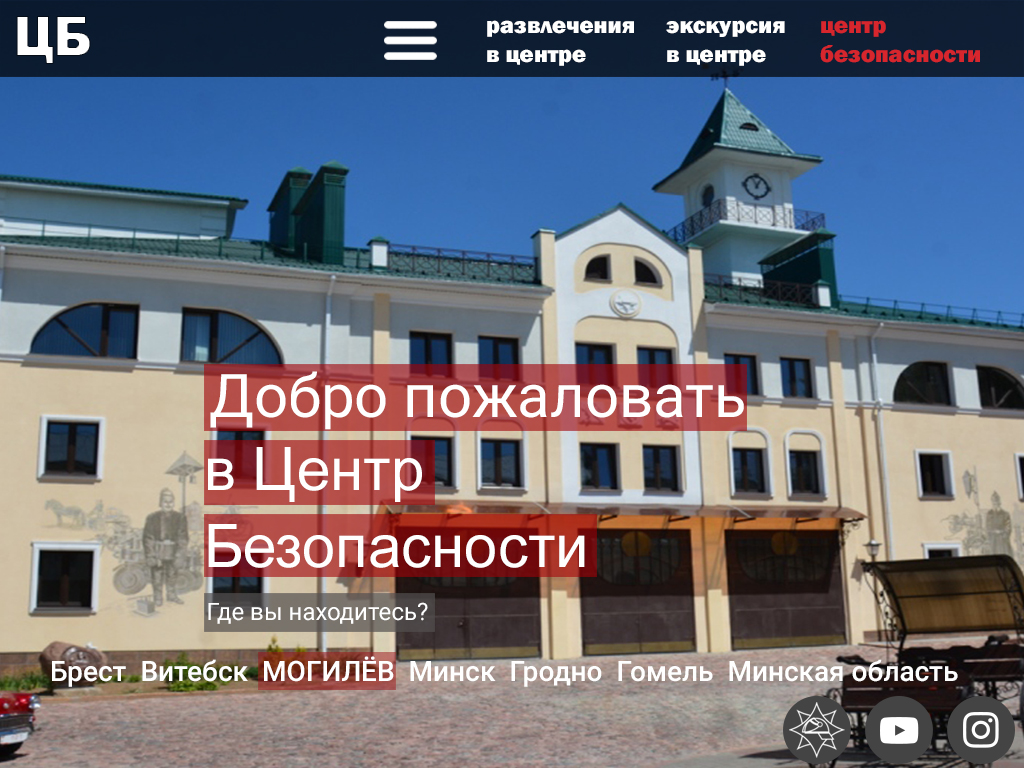 ЦБ
развлечения
в центре
экскурсия
в центре
центр
безопасности
Добро пожаловать
в Центр
Безопасности
Где вы находитесь?
Брест Витебск МОГИЛЁВ Минск Гродно Гомель Минская область